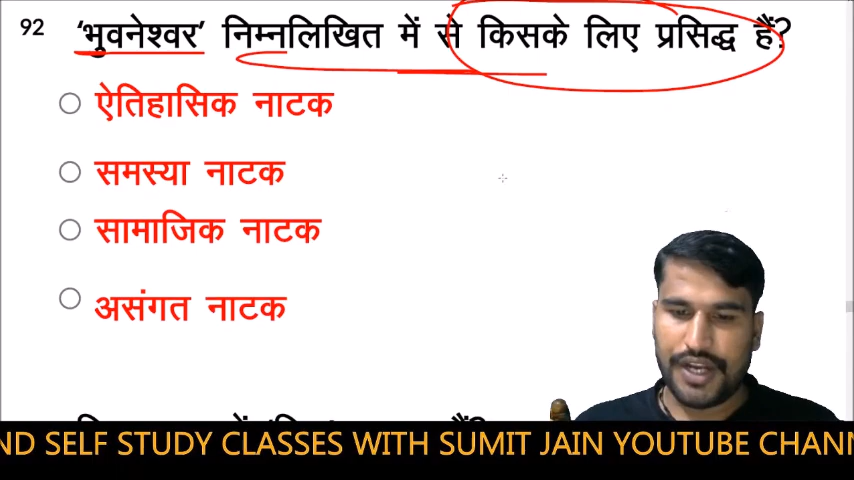 92 'भुवनेश्वर' निम्नलिखित में से किसके लिए प्रसिद्ध हैं?
ऐतिहासिक नाटक
समस्या नाटक
सामाजिक नाटक
असंगत नाटक
ND SELF STUDY CLASSES WITH SUMIT JAIN YOUTUBE CHANN